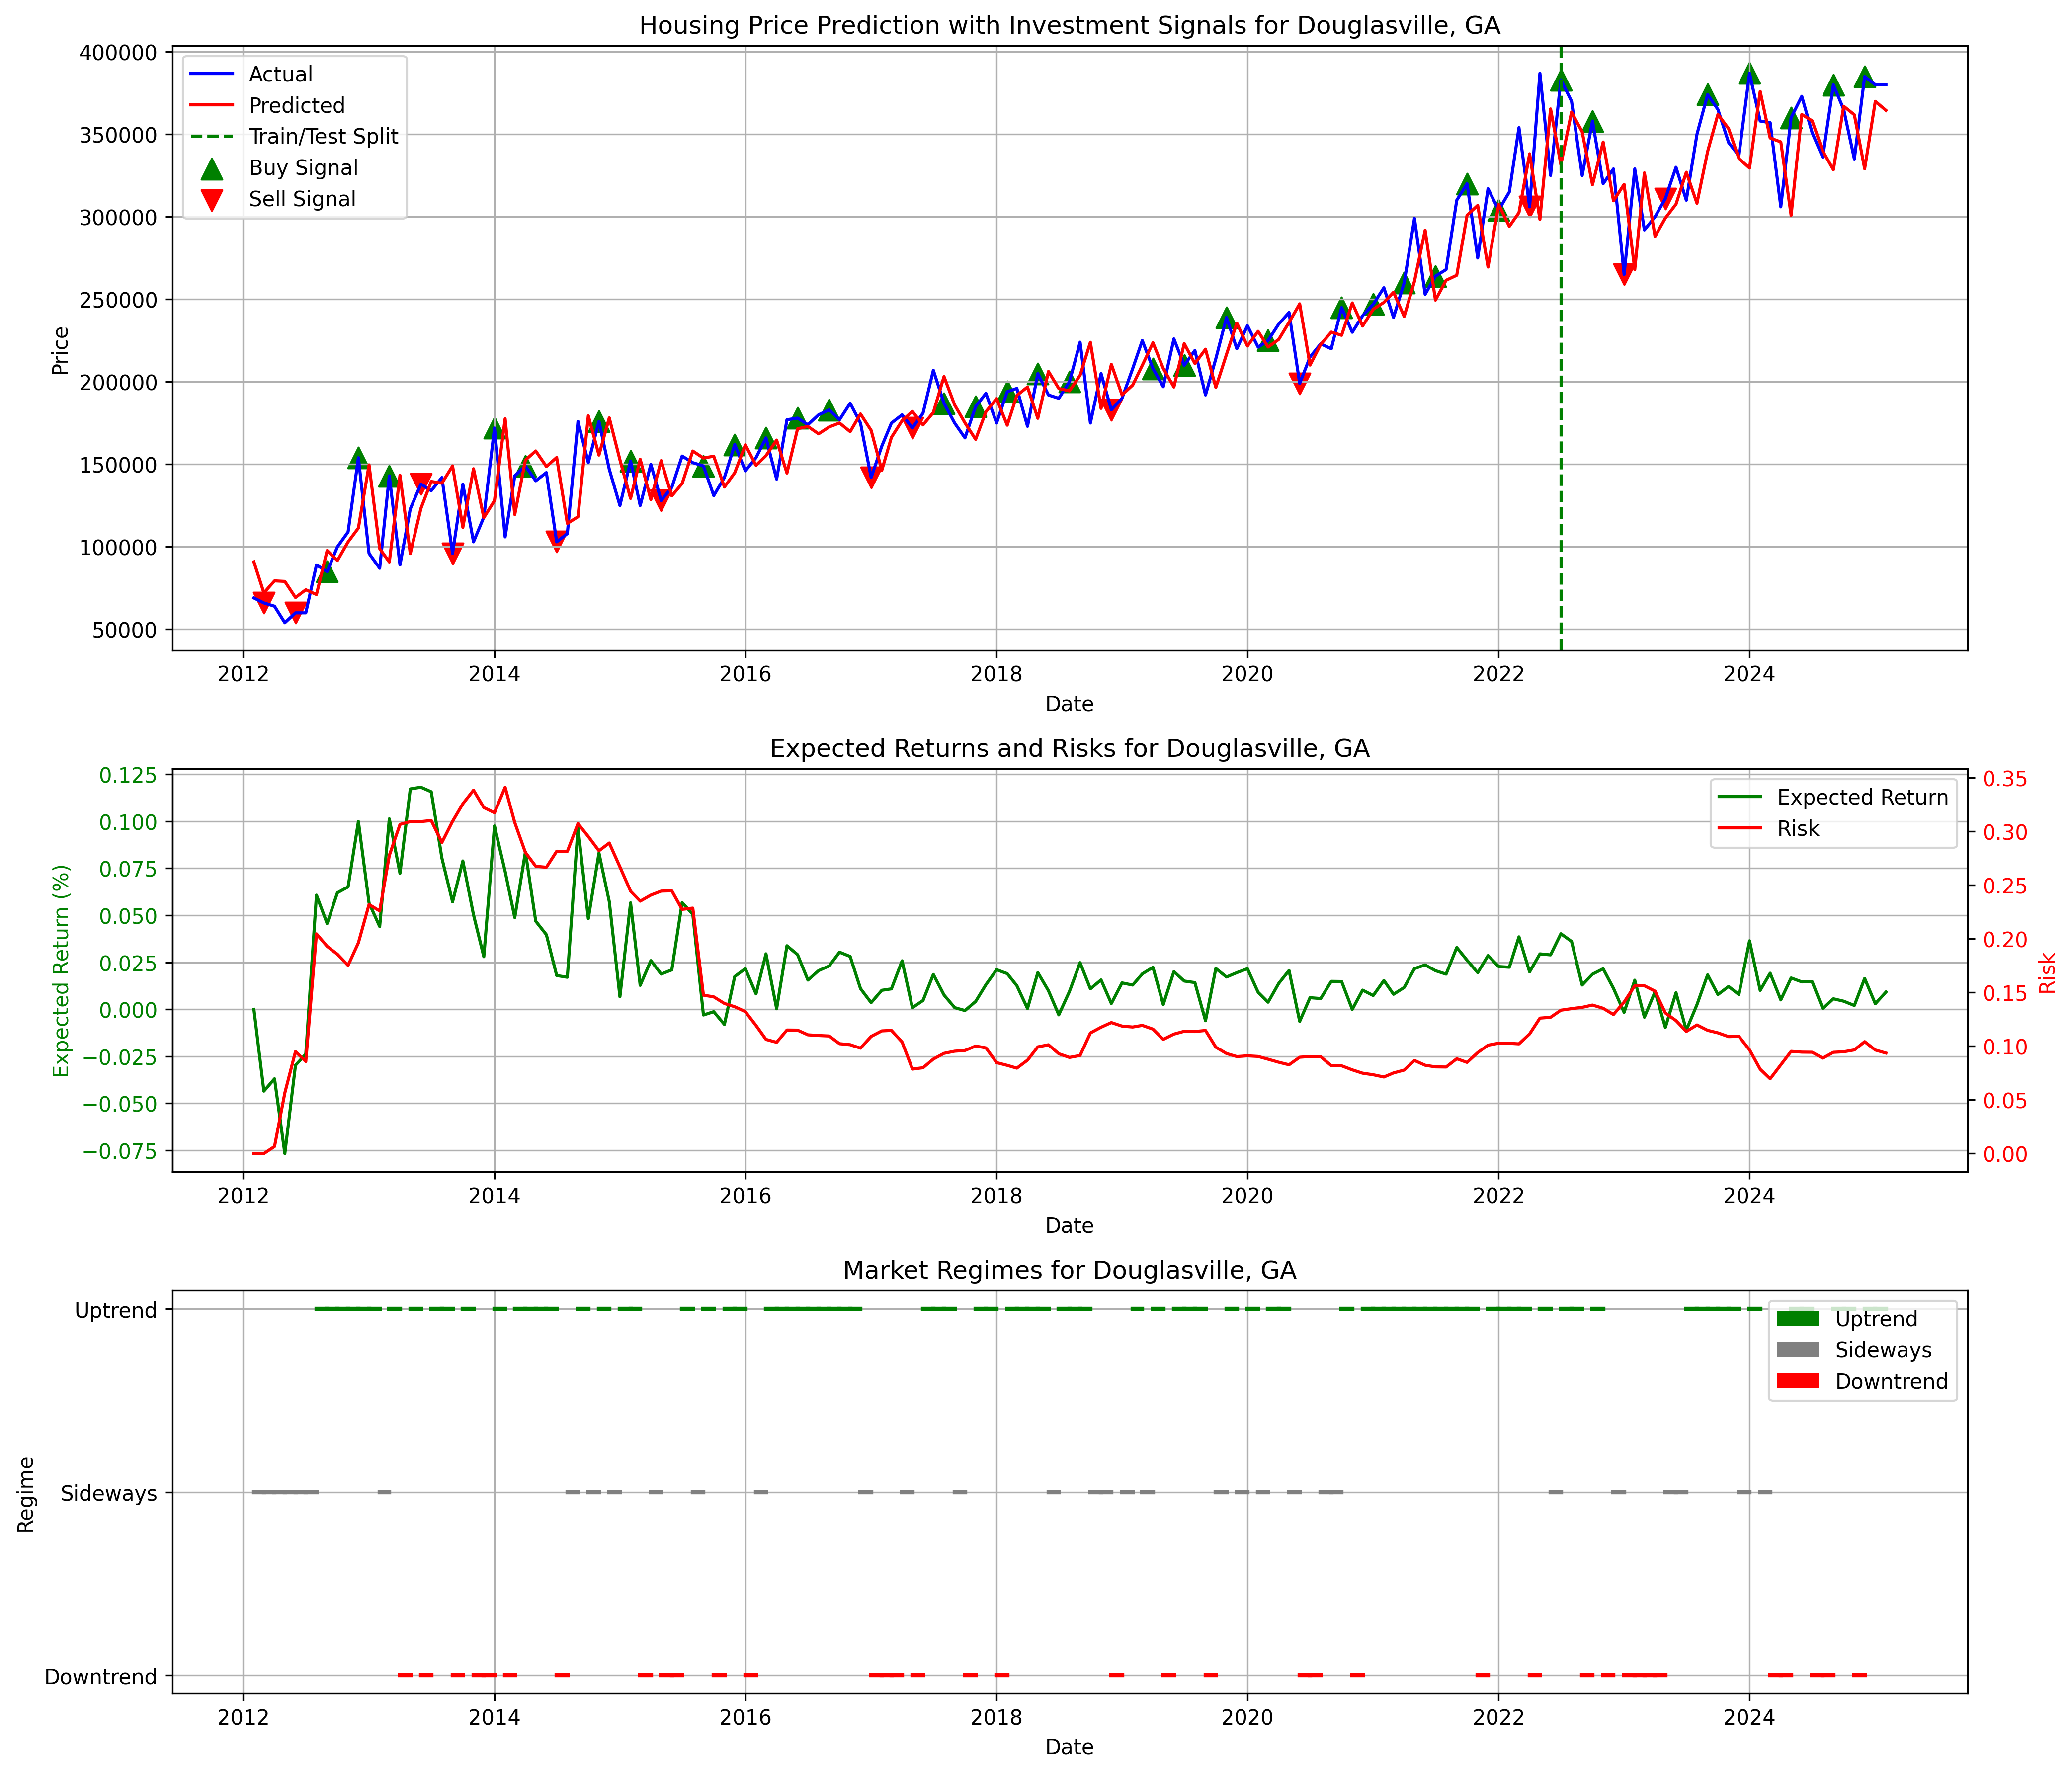 Housing Price Prediction with Investment Signals for Douglasville, GA
400000
350000
300000
250000
200000
150000
100000
50000
Price
Actual
Predicted
Train/Test Split
Buy Signal
Sell Signal
2012 2014 2016 2018 2020 2022 2024
Date
Expected Returns and Risks for Douglasville, GA
0.125
0.100
0.075
0.050
0.025
0.000
−0.025
−0.050
−0.075
Expected Return (%)
Expected Return
Risk
0.35
0.30
0.25
0.20
0.15
0.10
0.05
0.00
Risk
2012 2014 2016 2018 2020 2022 2024
Date
Market Regimes for Douglasville, GA
Uptrend
Sideways
Downtrend
Regime
Uptrend
Sideways
Downtrend
2012 2014 2016 2018 2020 2022 2024
Date